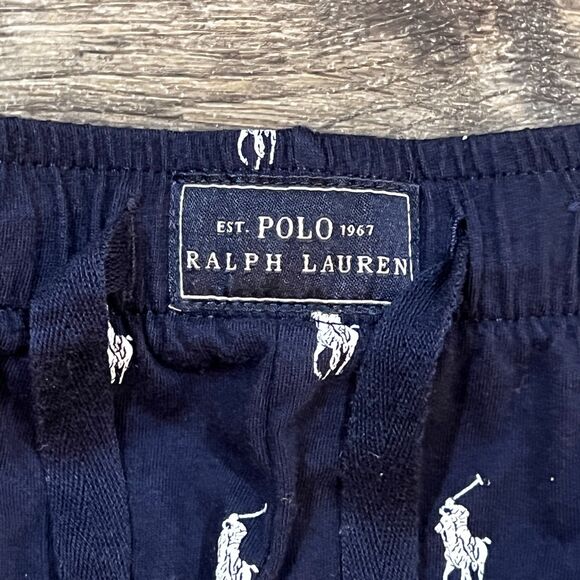 EST. POLO 1967
RALPH LAUREN